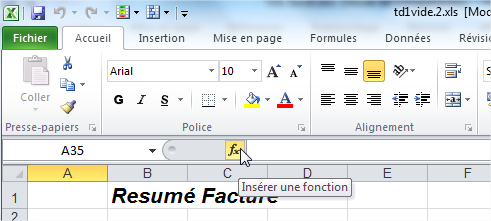 td1vide.2.xls [Mod
Fichier Accueil Insertion Mise en page Formules Données Révisio
Arial 10
Coller
G I S A
Presse-papiers Police Alignement
A35 fx
Insérer une fonction
A B C D E F
1 Resumé Facture
2